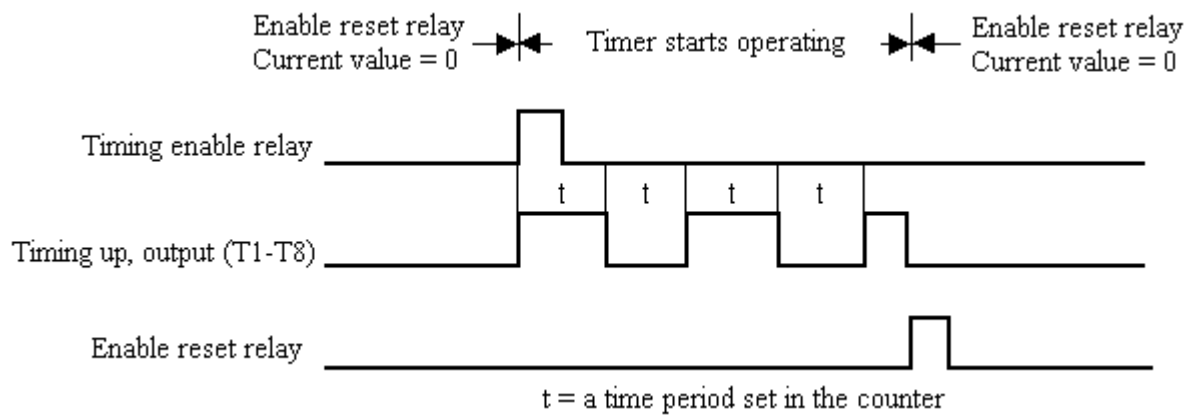 Enable reset relay
Current value = 0
Timer starts operating
Enable reset relay
Current value = 0
Timing enable relay
t t t t
Timing up, output (T1-T8)
Enable reset relay
t = a time period set in the counter